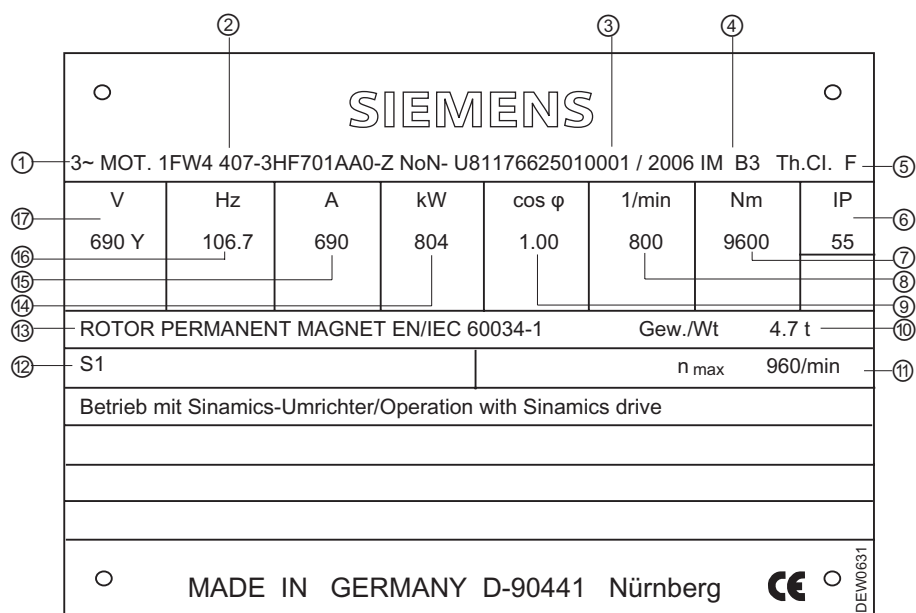 ② ③ ④
SIEMENS
① 3~ MOT. 1FW4 407-3HF701AA0-Z NoN- U81176625010001 / 2006 IM B3 Th.Cl. F ⑤
⑰ V Hz A kW cos φ 1/min Nm IP ⑥
690 Y 106.7 690 804 1.00 800 9600 55
⑯ ⑦
⑮ ⑧
⑭ ⑨
⑬ ROTOR PERMANENT MAGNET EN/IEC 60034-1 Gew./Wt 4.7 t ⑩
⑫ S1 n max 960/min ⑪
Betrieb mit Sinamics-Umrichter/Operation with Sinamics drive
MADE IN GERMANY D-90441 Nürnberg CE
DEW0631